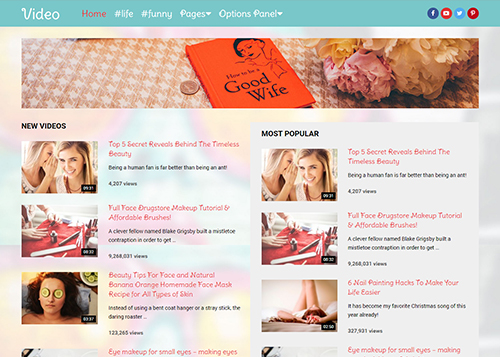 Video
Home #life #funny Pages Options Panel
How to be a
Good
Wife
NEW VIDEOS
Top 5 Secret Reveals Behind The Timeless
Beauty
Being a human fan is far better than being an ant!
4,207 views
09:31
Full Face Drugstore Makeup Tutorial &
Affordable Brushes!
A clever fellow named Blake Grigsby built a mistletoe
contraption in order to get ...
9,268,031 views
00:32
Beauty Tips For Face and Natural
Banana Orange Homemade Face Mask
Recipe for All Types of Skin
Instead of using a bent coat hanger or a stray stick, the
daring roaster ...
123,265 views
03:37
Eye makeup for small eyes – making eyes
MOST POPULAR
Top 5 Secret Reveals Behind The
Timeless Beauty
Being a human fan is far better than being an ant!
4,207 views
09:31
Full Face Drugstore Makeup Tutorial
& Affordable Brushes!
A clever fellow named Blake Grigsby built a mistletoe
contraption in order to get ...
9,268,031 views
00:32
6 Nail Painting Hacks To Make Your
Life Easier
It has become my favorite Christmas song of this
year already!
327,931 views
02:50
Eye makeup for small eyes – making